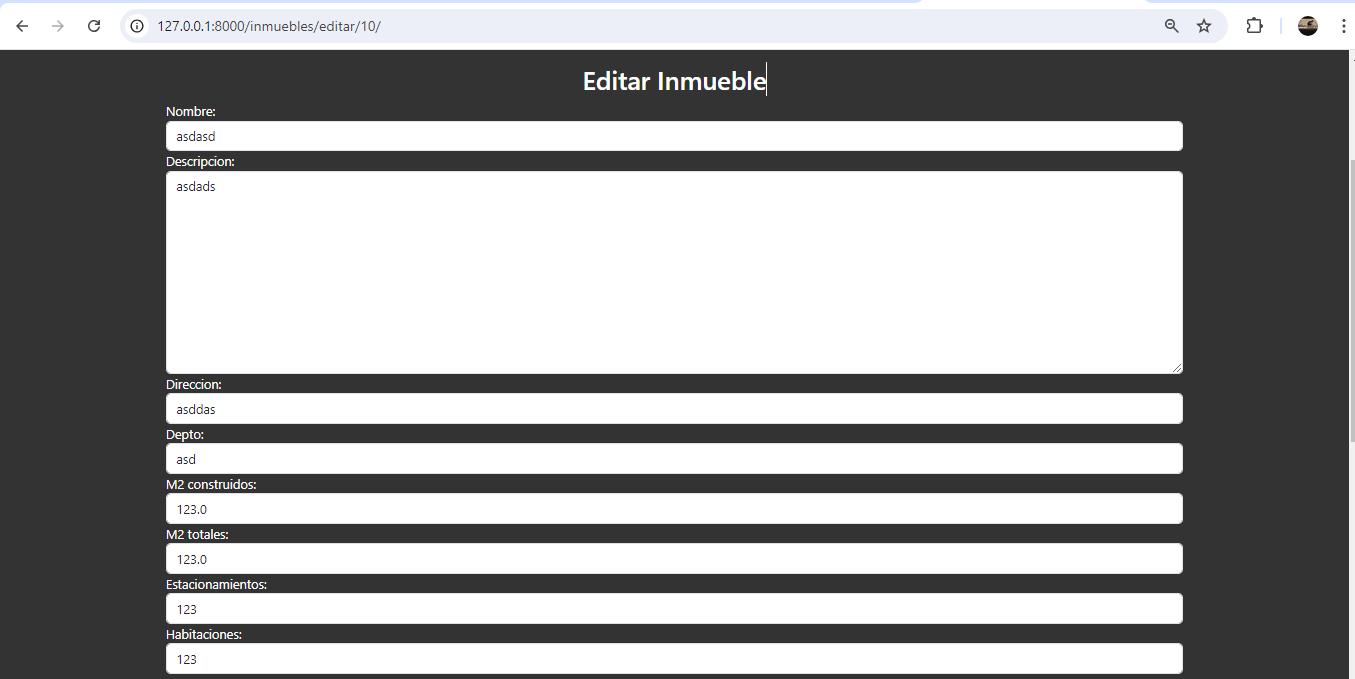 127.0.0.1:8000/inmuebles/editar/10/
Editar Inmueble
Nombre:
asdasd
Descripcion:
asdads
Direccion:
asddas
Depto:
asd
M2 construidos:
123.0
M2 totales:
123.0
Estacionamientos:
123
Habitaciones:
123